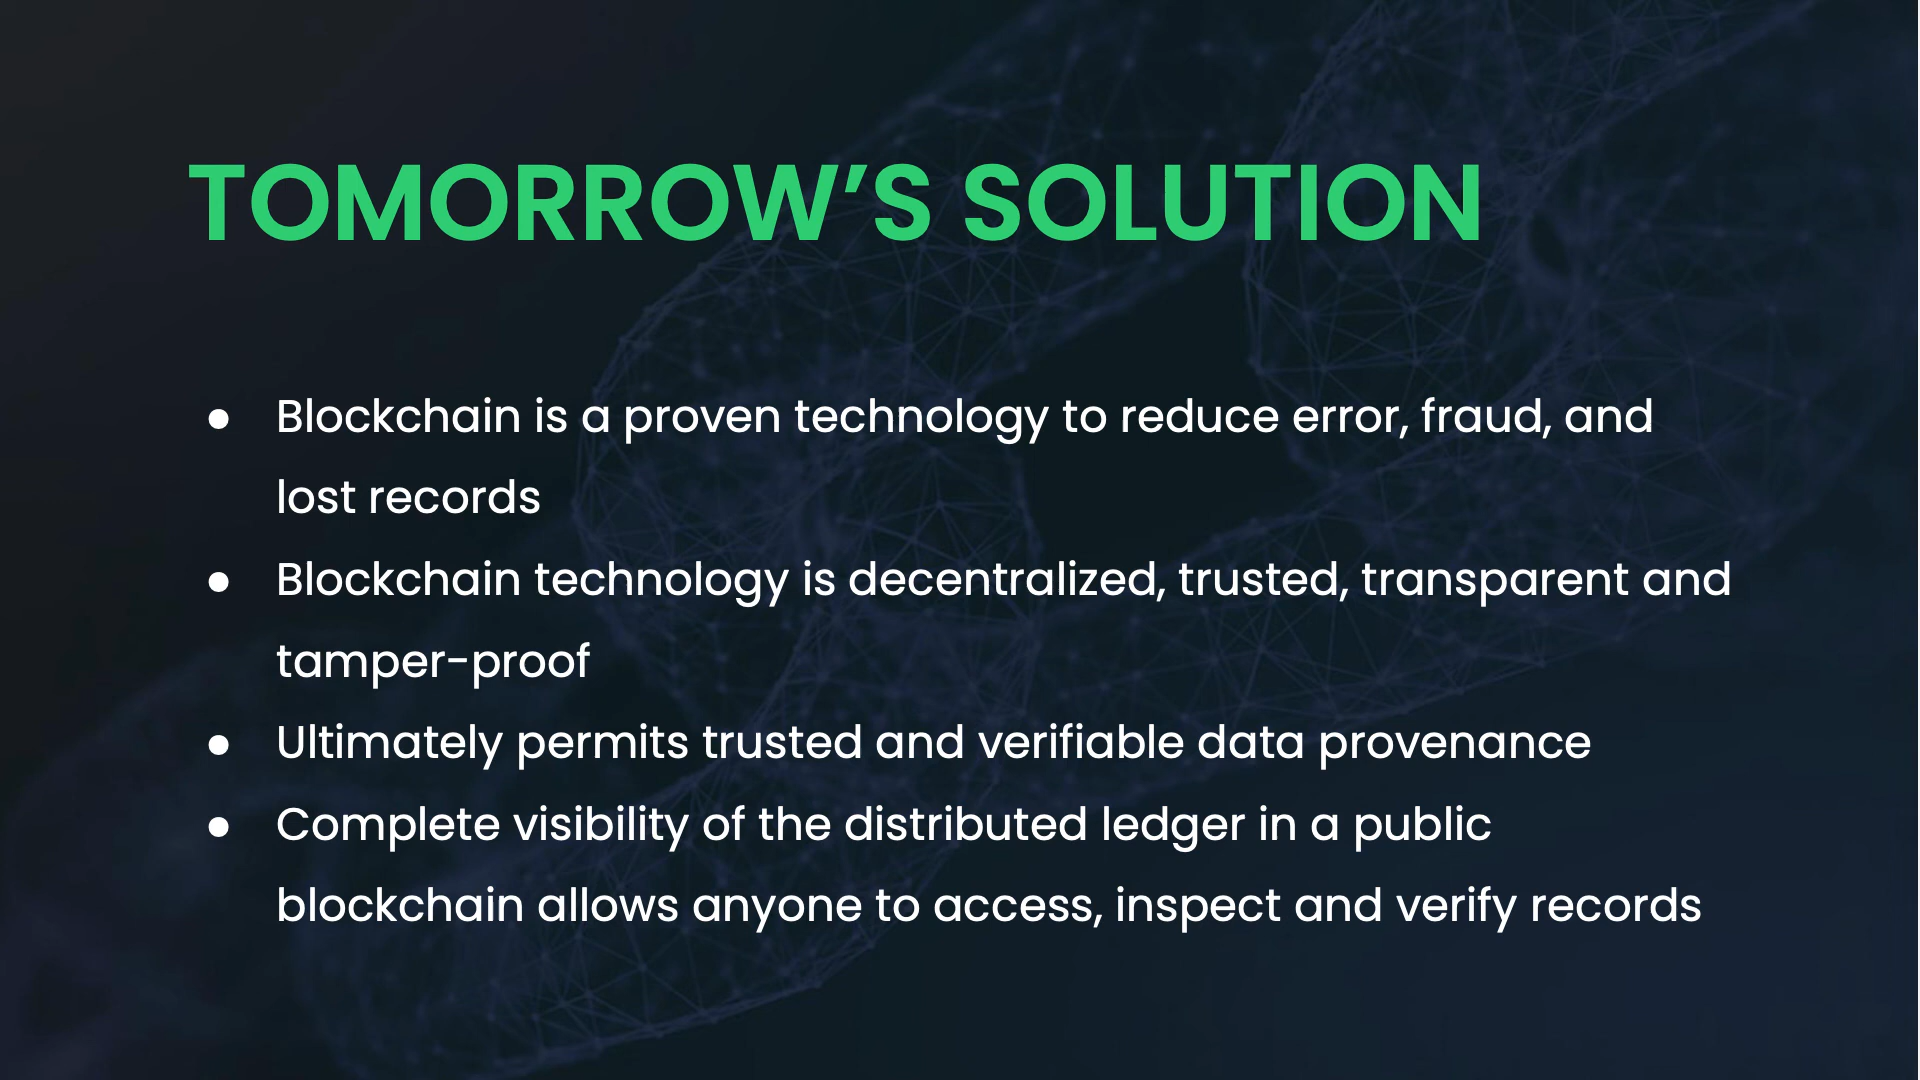 TOMORROW’S SOLUTION
● Blockchain is a proven technology to reduce error, fraud, and
lost records
● Blockchain technology is decentralized, trusted, transparent and
tamper-proof
● Ultimately permits trusted and verifiable data provenance
● Complete visibility of the distributed ledger in a public
blockchain allows anyone to access, inspect and verify records